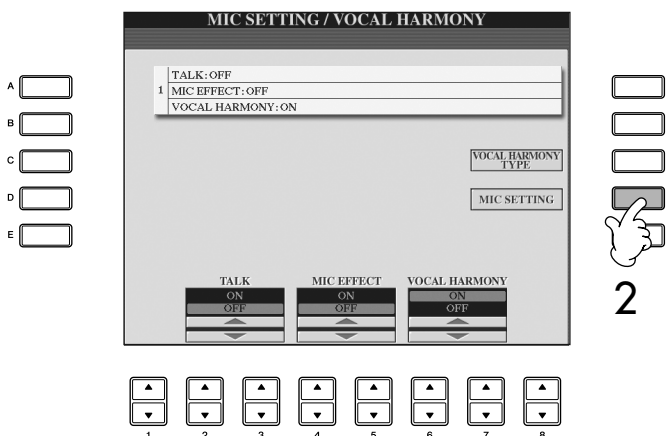 MIC SETTING / VOCAL HARMONY
TALK:OFF
1 MIC EFFECT:OFF
VOCAL HARMONY:ON
A
B
C
D
E
VOCAL HARMONY
TYPE
MIC SETTING
TALK MIC EFFECT VOCAL HARMONY
ON ON ON
OFF OFF OFF
2
1 2 3 4 5 6 7 8